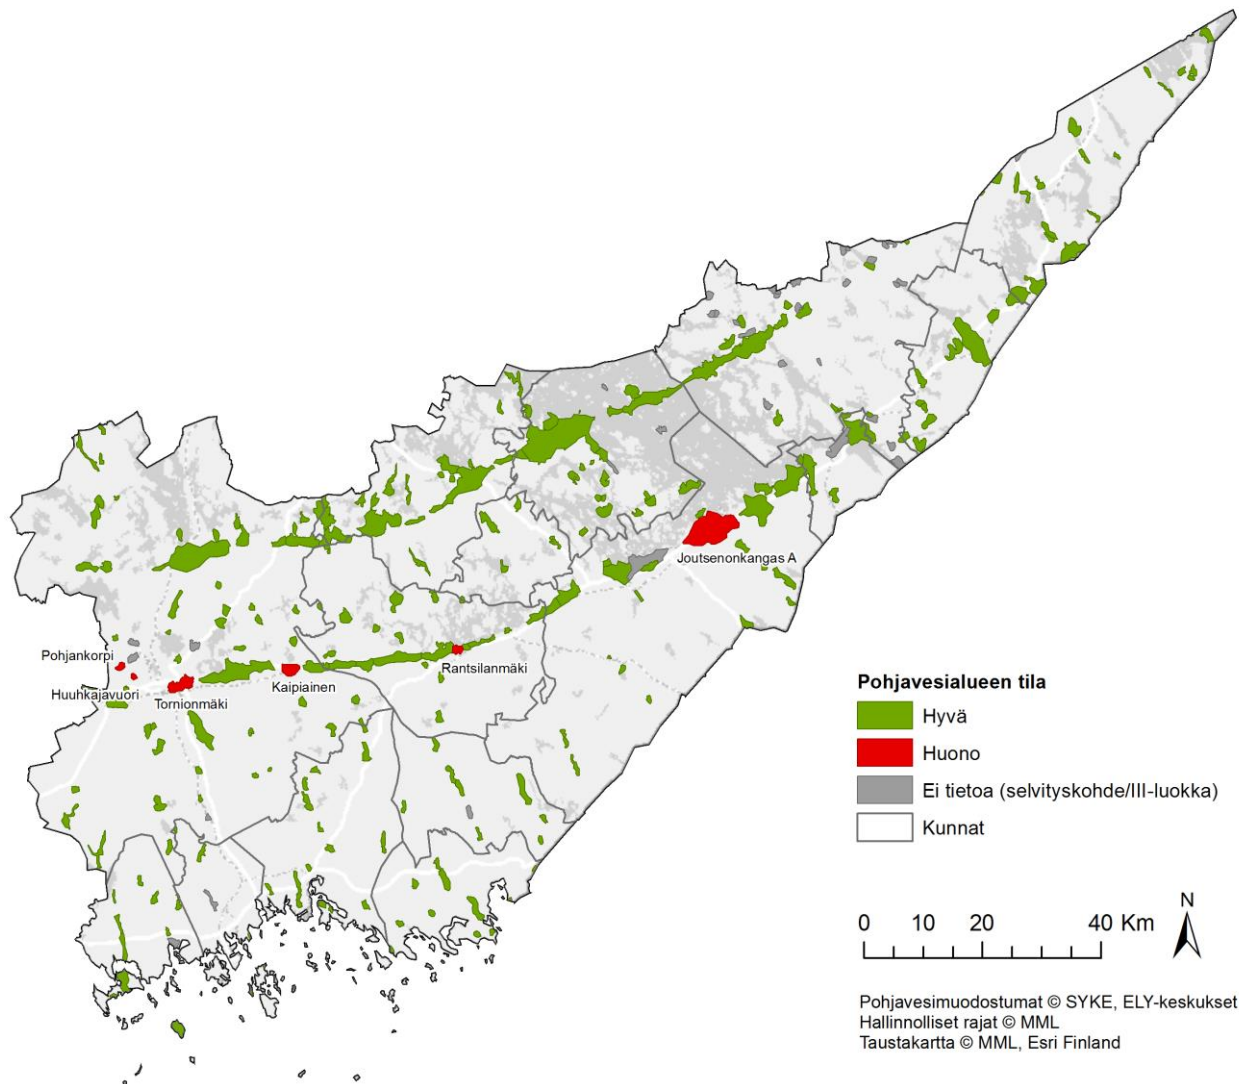 Pohjankorpi
Huuhkajavuori
Tornionmäki
Kaipiainen
Rantsilanmäki
Joutsenonkangas A
Pohjavesialueen tila
Hyvä
Huono
Ei tietoa (selvityskohde/III-luokka)
Kunnat
N
0 10 20 40 Km
Pohjavesimuodostumat © SYKE, ELY-keskukset
Hallinnolliset rajat © MML
Taustakartta © MML, Esri Finland